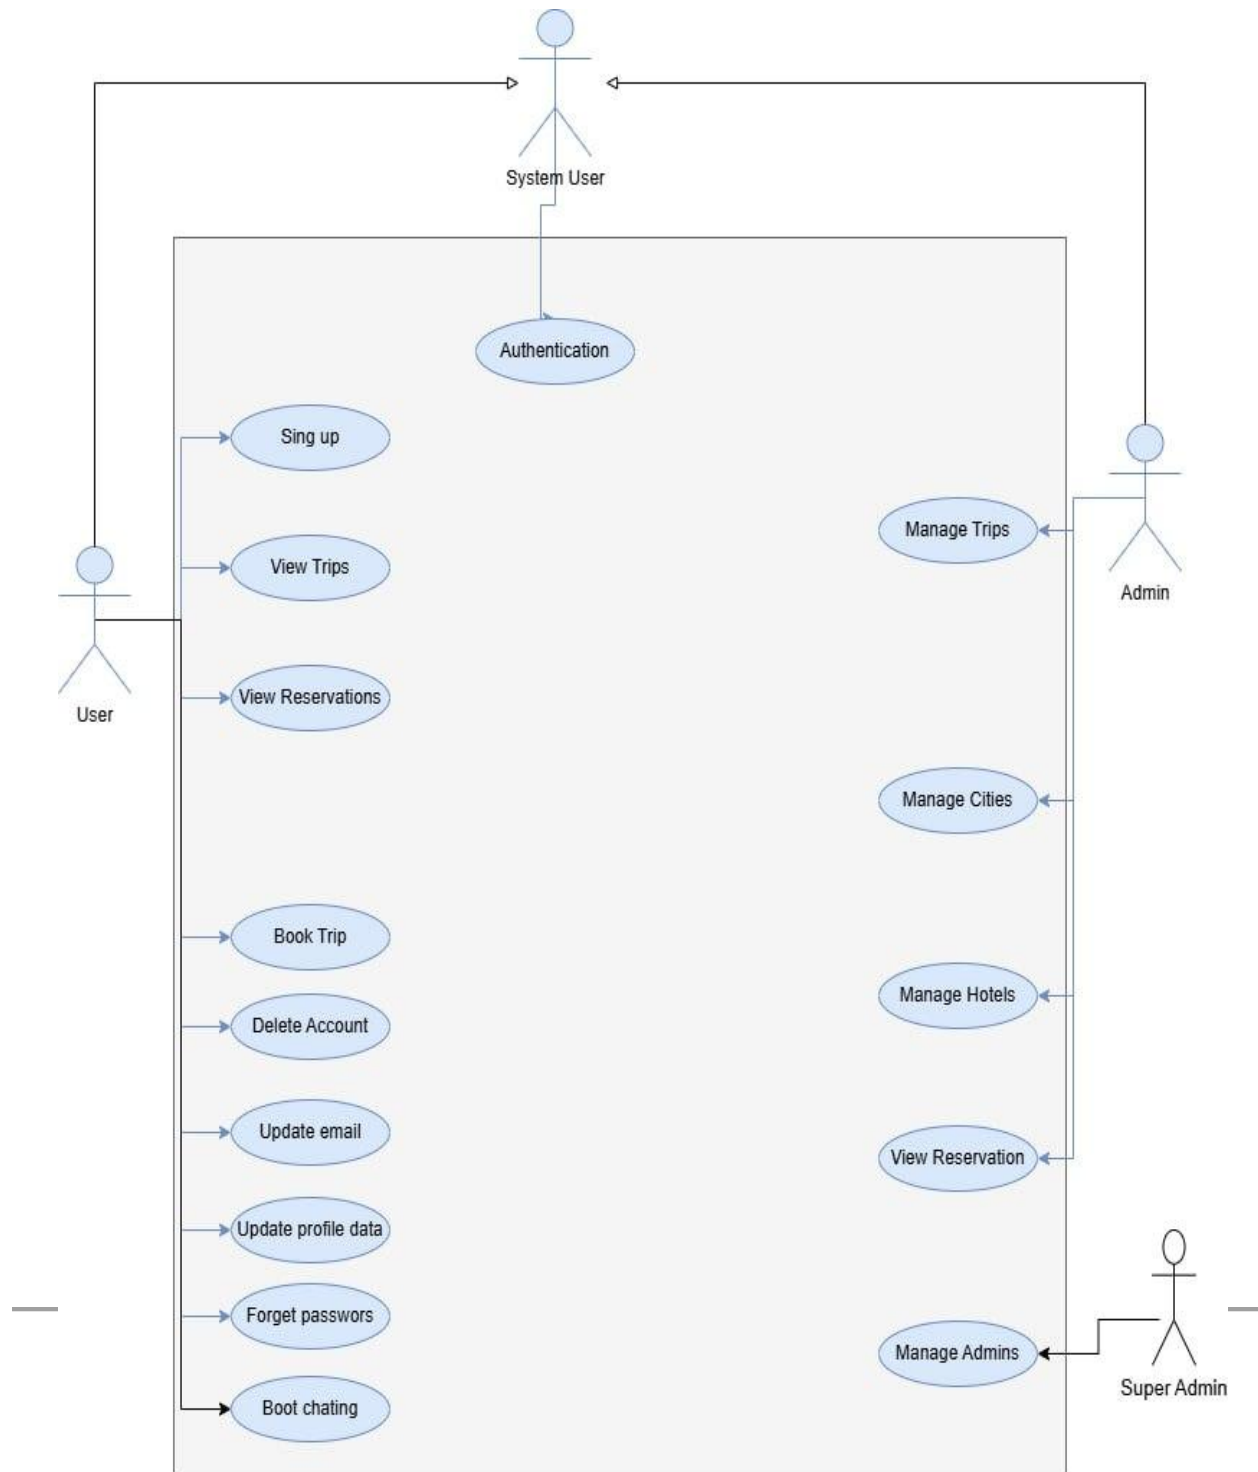 System User
Authentication
Sing up
Manage Trips
View Trips
Admin
View Reservations
User
Manage Cities
Book Trip
Manage Hotels
Delete Account
Update email
View Reservation
Update profile data
Forget passwors
Manage Admins
Super Admin
Boot chating